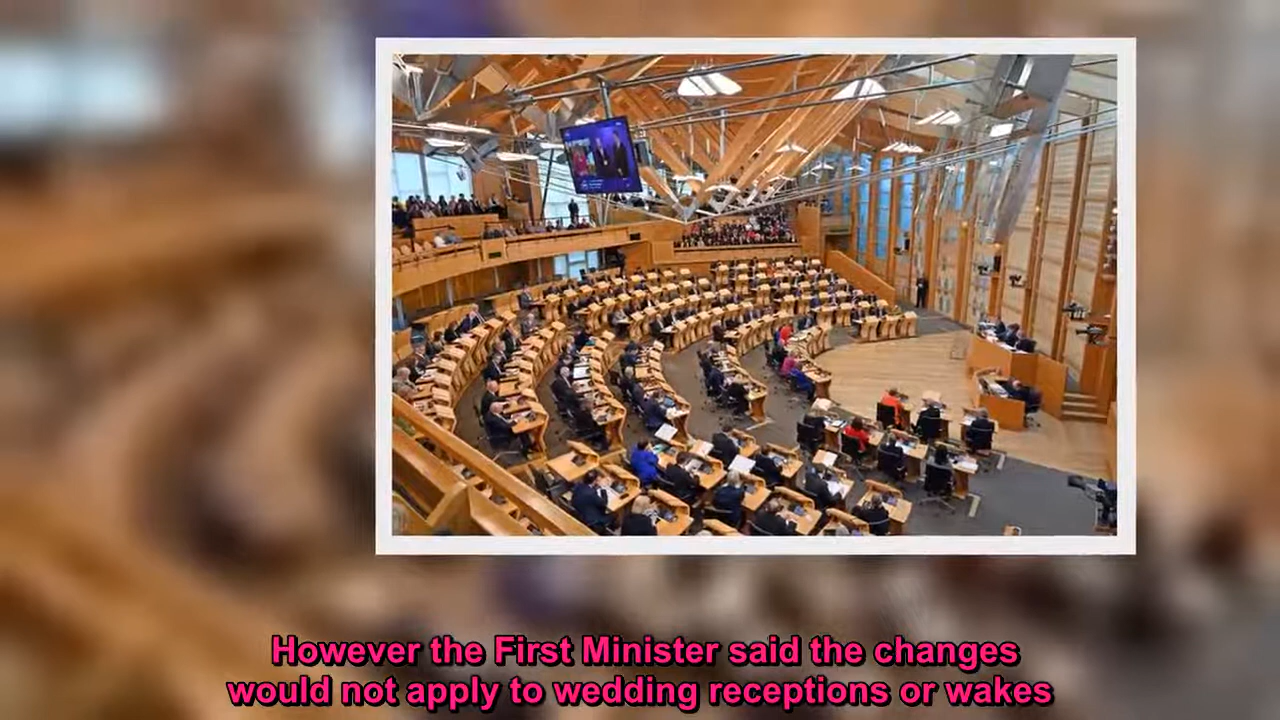 However the First Minister said the changes
would not apply to wedding receptions or wakes